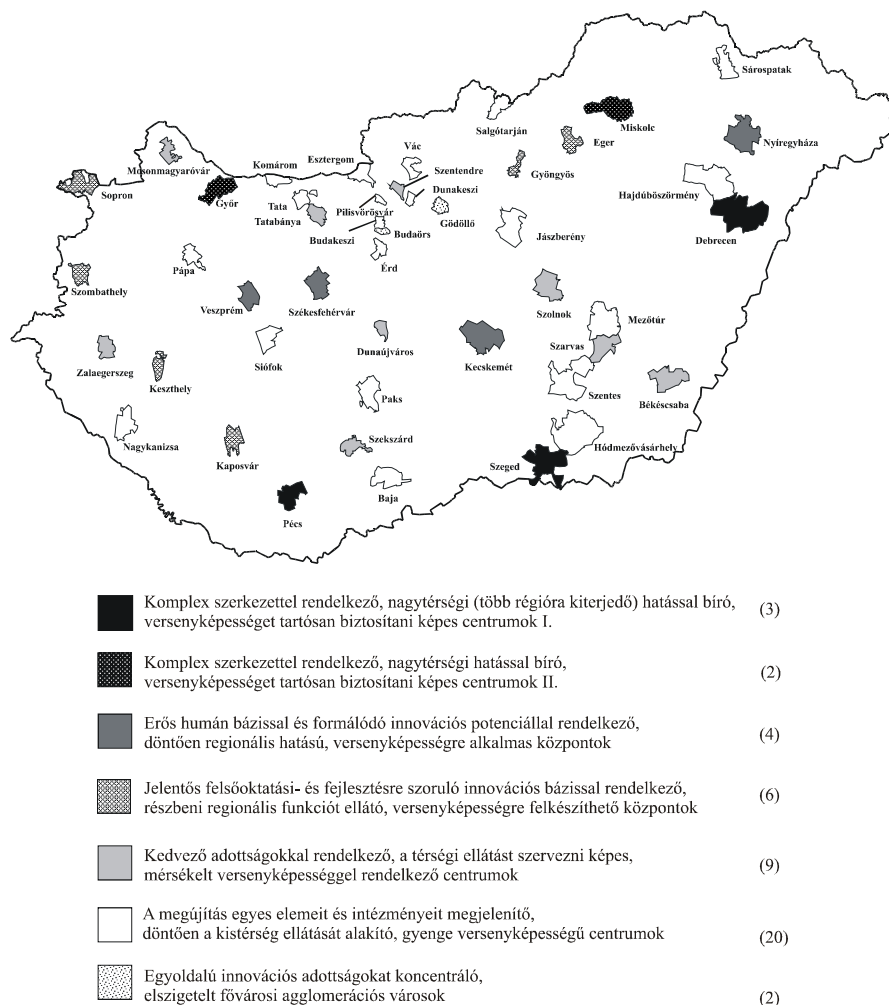 Sárospatak
Salgótarján
Miskolc
Nyíregyháza
Eger
Vác
Esztergom
Komárom
Mosonmagyaróvár
Szentendre
Gyöngyös
Sopron
Győr
Tata
Tatabánya
Pilisvörösvár
Dunakeszi
Gödöllő
Hajdúböszörmény
Debrecen
Budakeszi
Budaörs
Jászberény
Érd
Pápa
Szombathely
Veszprém
Székesfehérvár
Szolnok
Mezőtúr
Zalaegerszeg
Keszthely
Siófok
Dunaújváros
Kecskemét
Szarvas
Békéscsaba
Paks
Szentes
Nagykanizsa
Kaposvár
Szekszárd
Hódmezővásárhely
Szeged
Baja
Pécs
Komplex szerkezettel rendelkező, nagytérségi (több régióra kiterjedő) hatással bíró, (3)
versenyképességet tartósan biztosítani képes centrumok I.
Komplex szerkezettel rendelkező, nagytérségi hatással bíró, (2)
versenyképességet tartósan biztosítani képes centrumok II.
Erős humán bázissal és formálódó innovációs potenciállal rendelkező, (4)
döntően regionális hatású, versenyképességre alkalmas központok
Jelentős felsőoktatási- és fejlesztésre szoruló innovációs bázissal rendelkező, (6)
részbeni regionális funkciót ellátó, versenyképességre felkészíthető központok
Kedvező adottságokkal rendelkező, a térségi ellátást szervezni képes, (9)
mérsékelt versenyképességgel rendelkező centrumok
A megújítás egyes elemeit és intézményeit megjelenítő,
döntően a kistérség ellátását alakító, gyenge versenyképességű centrumok (20)
Egyoldalú innovációs adottságokat koncentráló,
elszigetelt fővárosi agglomerációs városok (2)